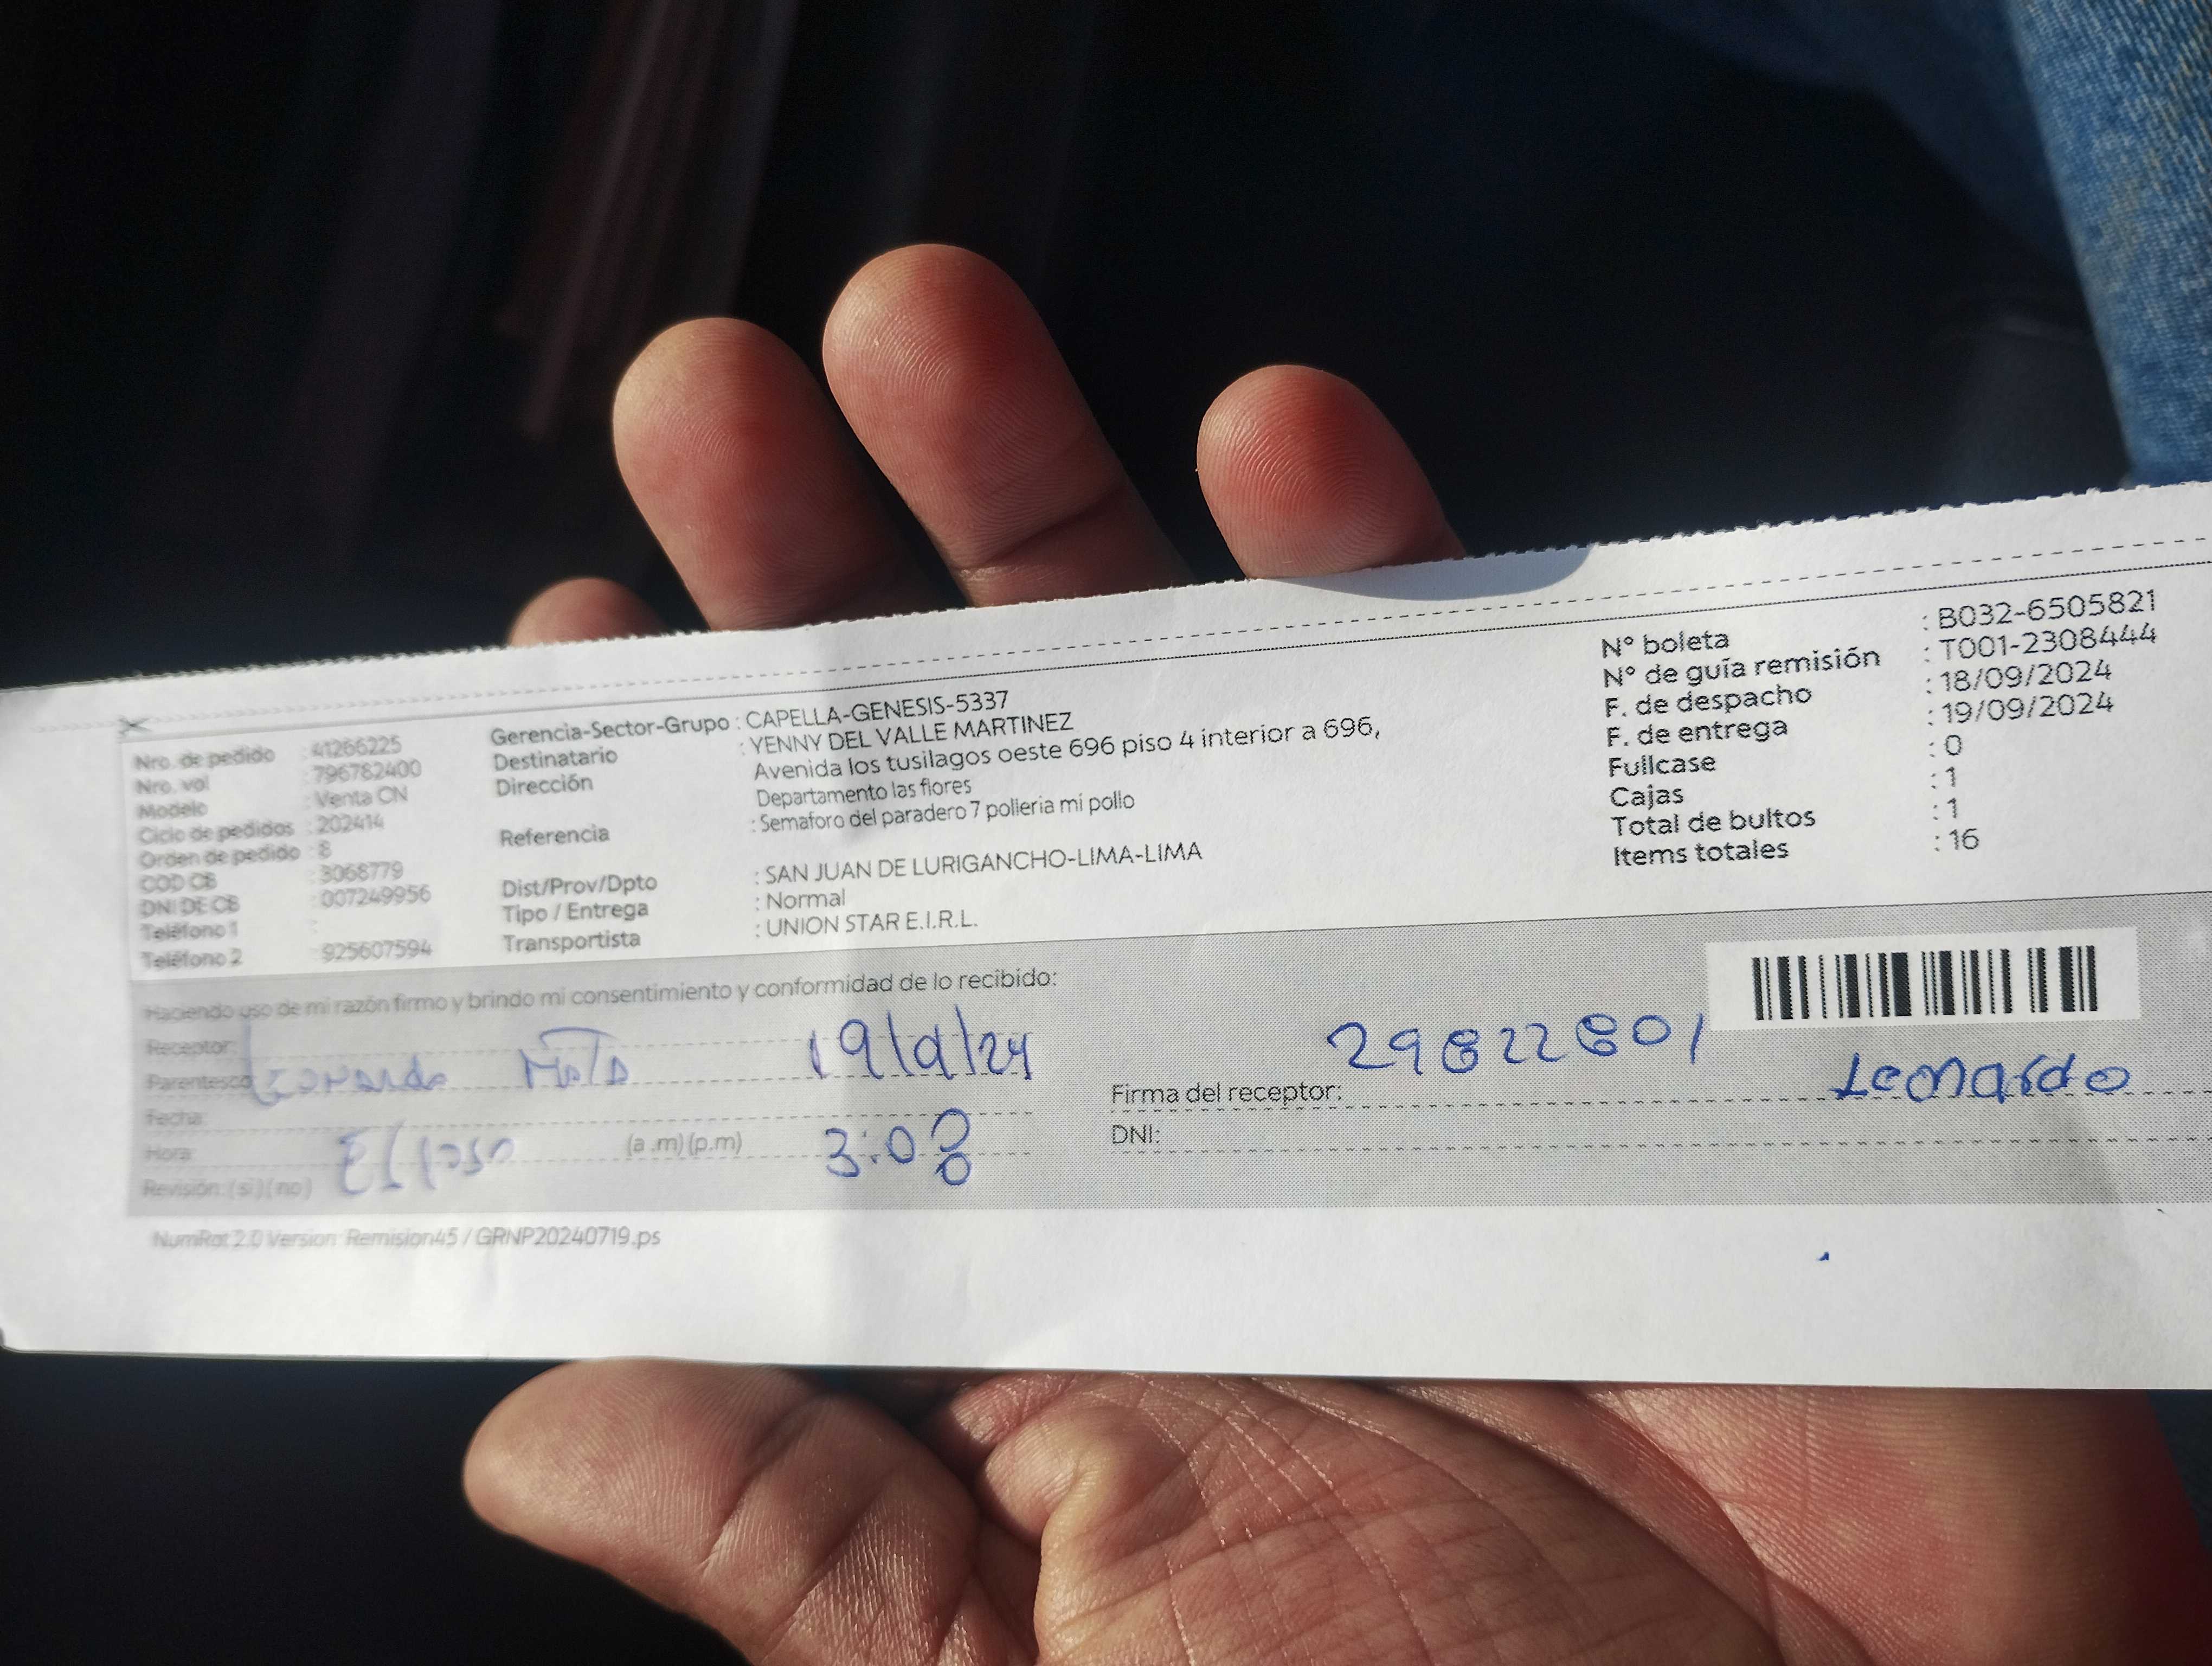 Nro. de pedido : 41266225
Nro. vol : 796782400
Modelo : Venta CN
Ciclo de pedidos : 202414
Orden de pedido : 8
COD CB : 3068779
DNI DE CB : 007249956
Teléfono 1 :
Teléfono 2 : 925607594
Gerencia-Sector-Grupo : CAPELLA-GENESIS-5337
Destinatario : YENNY DEL VALLE MARTINEZ
Dirección Avenida los tusilagos oeste 696 piso 4 interior a 696,
Departamento las flores
Referencia : Semaforo del paradero 7 polleria mi pollo
Dist/Prov/Dpto : SAN JUAN DE LURIGANCHO-LIMA-LIMA
Tipo / Entrega : Normal
Transportista : UNION STAR E.I.R.L.
N° boleta : B032-6505821
N° de guía remisión : T001-2308444
F. de despacho : 18/09/2024
F. de entrega : 19/09/2024
Fullcase : 0
Cajas : 1
Total de bultos : 1
Items totales : 16
Haciendo uso de mi razón firmo y brindo mi consentimiento y conformidad de lo recibido:
Receptor:
Parentesco Leonardo 19/9/24
Fecha:
Hora: (a .m) (p.m) 3:08
Revisión: (si) (no)
29822801
Firma del receptor: Leonardo
DNI:
NumRot 2.0 Version: Remision45 / GRNP20240719.ps